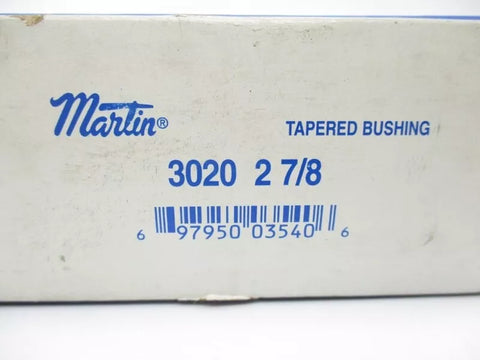 Martin®
TAPERED BUSHING
3020 2 7/8
6 97950 03540 6